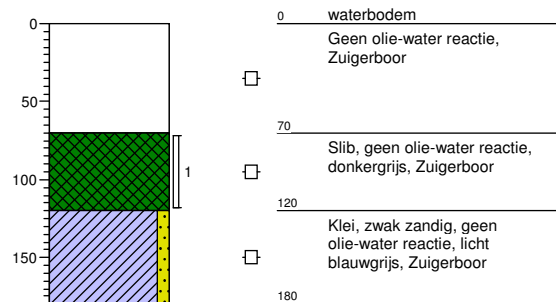 0
50
100
150
1
0 waterbodem
Geen olie-water reactie,
Zuigerboor
70
Slib, geen olie-water reactie,
donkergrijs, Zuigerboor
120
Klei, zwak zandig, geen
olie-water reactie, licht
blauwgrijs, Zuigerboor
180